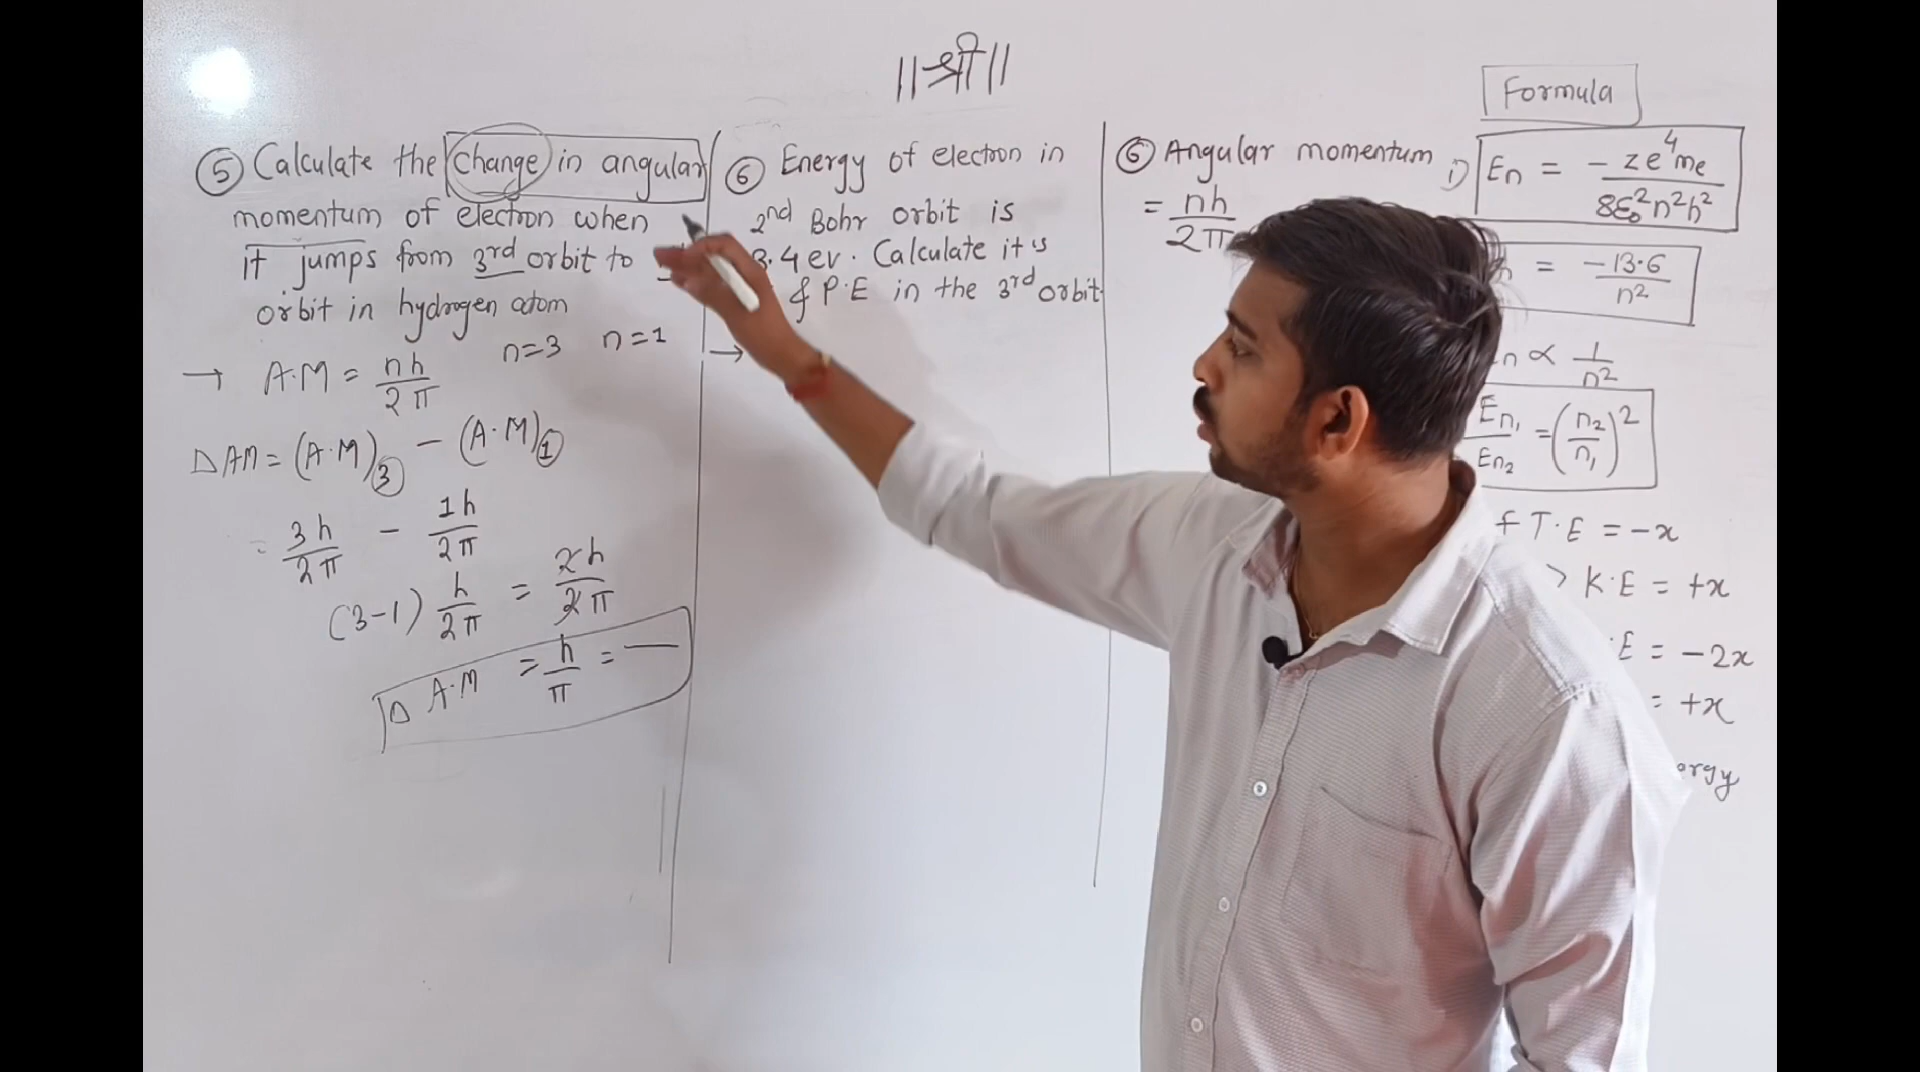 ॥श्री॥
⑤ Calculate the change in angular
momentum of electron when
it jumps from 3rd orbit to
orbit in hydrogen atom
n=3 n=1
→ A.M = nh/2π
Δ AM = (A.M)③ - (A.M)①
= 3h/2π - 1h/2π
(3-1) h/2π = 2h/2π
Δ A.M = h/π = —
⑥ Energy of electron in
2nd Bohr orbit is
3.4 ev. Calculate it is
& P.E in the 3rd orbit
→
⑥ Angular momentum
= nh/2π
Formula
1) En = -ze⁴me/8ε₀²n²h²
= -13.6/n²
n ∝ 1/n²
En₁/En₂ = (n₂/n₁)²
f T.E = -x
> K.E = +x
.E = -2x
= +x